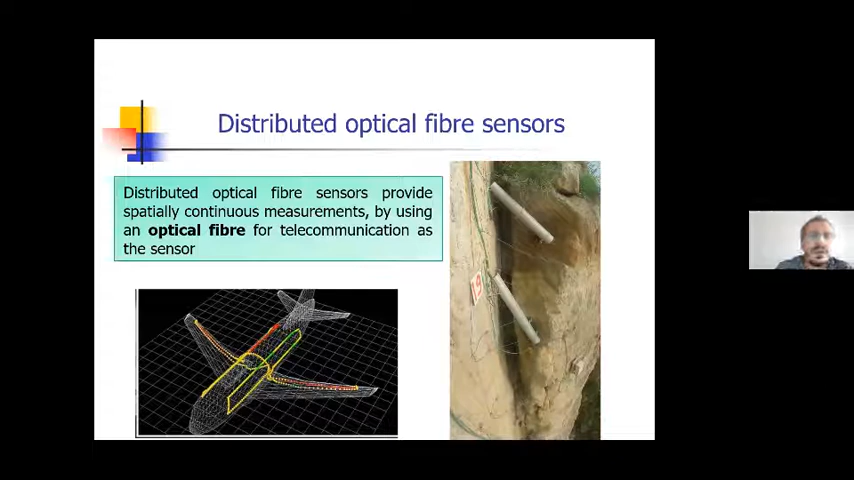 Distributed optical fibre sensors
Distributed optical fibre sensors provide
spatially continuous measurements, by using
an optical fibre for telecommunication as
the sensor